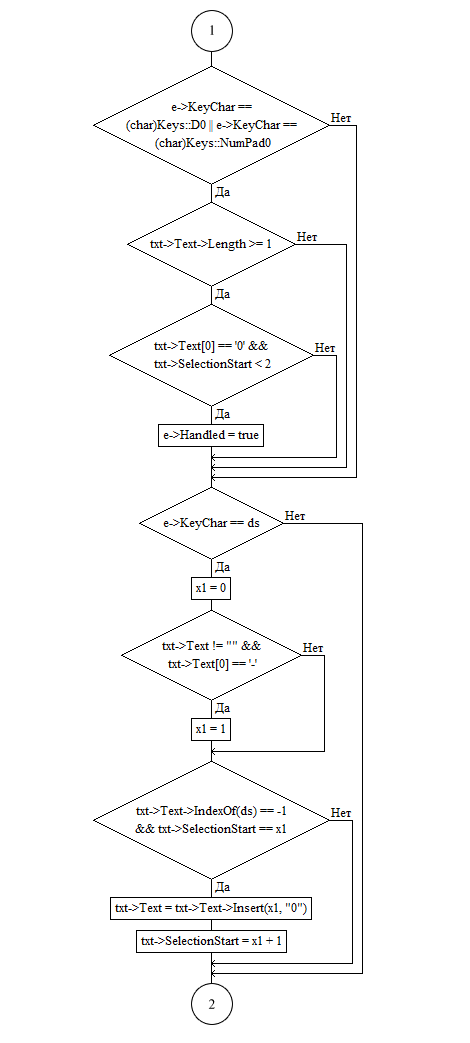 1
e->KeyChar ==
(char)Keys::D0 || e->KeyChar ==
(char)Keys::NumPad0
Нет
Да
txt->Text->Length >= 1
Нет
Да
txt->Text[0] == '0' &&
txt->SelectionStart < 2
Нет
Да
e->Handled = true
e->KeyChar == ds
Нет
Да
x1 = 0
txt->Text != "" &&
txt->Text[0] == '-'
Нет
Да
x1 = 1
txt->Text->IndexOf(ds) == -1
&& txt->SelectionStart == x1
Нет
Да
txt->Text = txt->Text->Insert(x1, "0")
txt->SelectionStart = x1 + 1
2